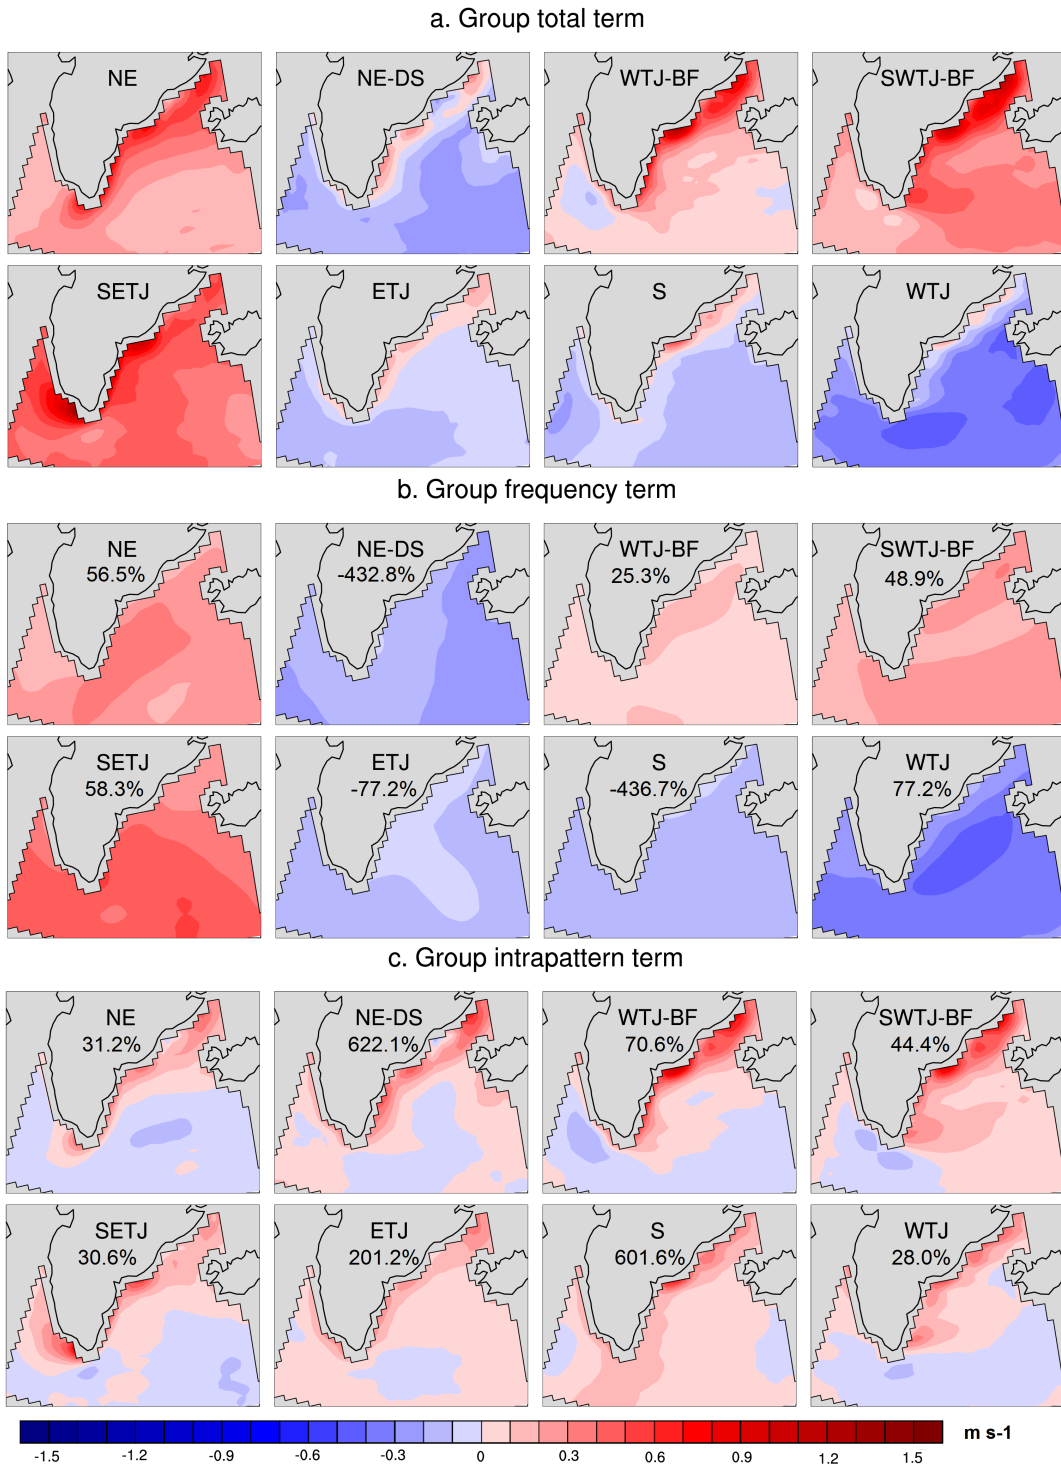 a. Group total term
NE NE-DS WTJ-BF SWTJ-BF
SETJ ETJ S WTJ
b. Group frequency term
NE NE-DS WTJ-BF SWTJ-BF
56.5% -432.8% 25.3% 48.9%
SETJ ETJ S WTJ
58.3% -77.2% -436.7% 77.2%
c. Group intrapattern term
NE NE-DS WTJ-BF SWTJ-BF
31.2% 622.1% 70.6% 44.4%
SETJ ETJ S WTJ
30.6% 201.2% 601.6% 28.0%
m s-1
-1.5 -1.2 -0.9 -0.6 -0.3 0 0.3 0.6 0.9 1.2 1.5